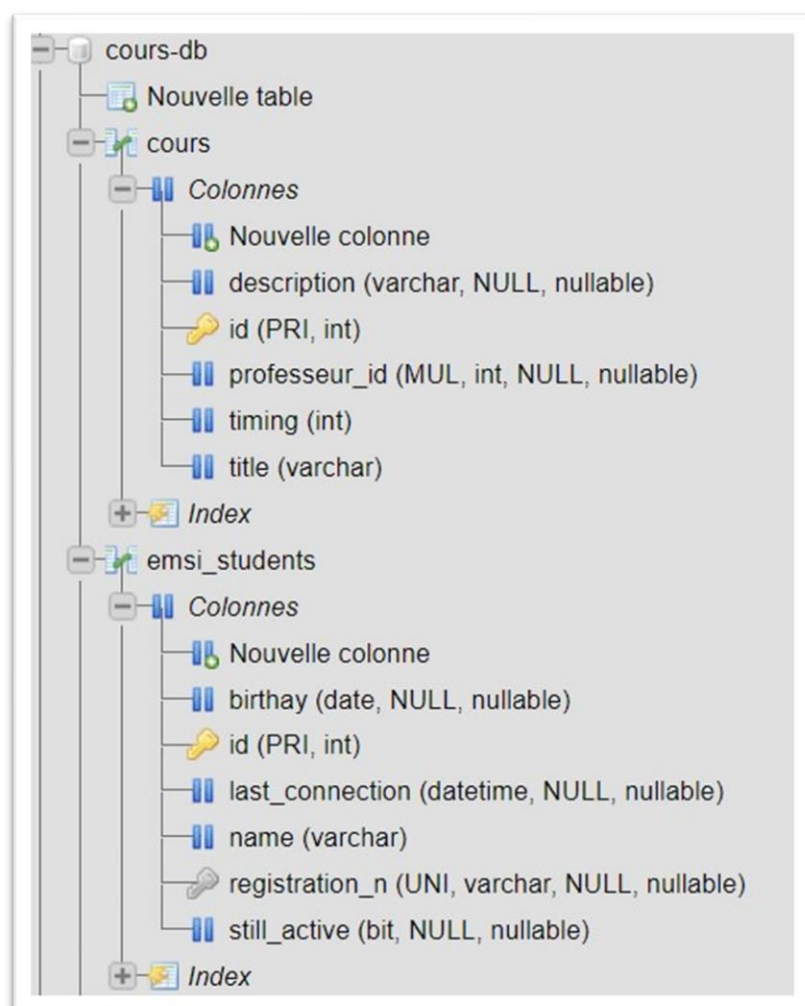 cours-db
Nouvelle table
cours
Colonnes
Nouvelle colonne
description (varchar, NULL, nullable)
id (PRI, int)
professeur_id (MUL, int, NULL, nullable)
timing (int)
title (varchar)
Index
emsi_students
Colonnes
Nouvelle colonne
birthay (date, NULL, nullable)
id (PRI, int)
last_connection (datetime, NULL, nullable)
name (varchar)
registration_n (UNI, varchar, NULL, nullable)
still_active (bit, NULL, nullable)
Index